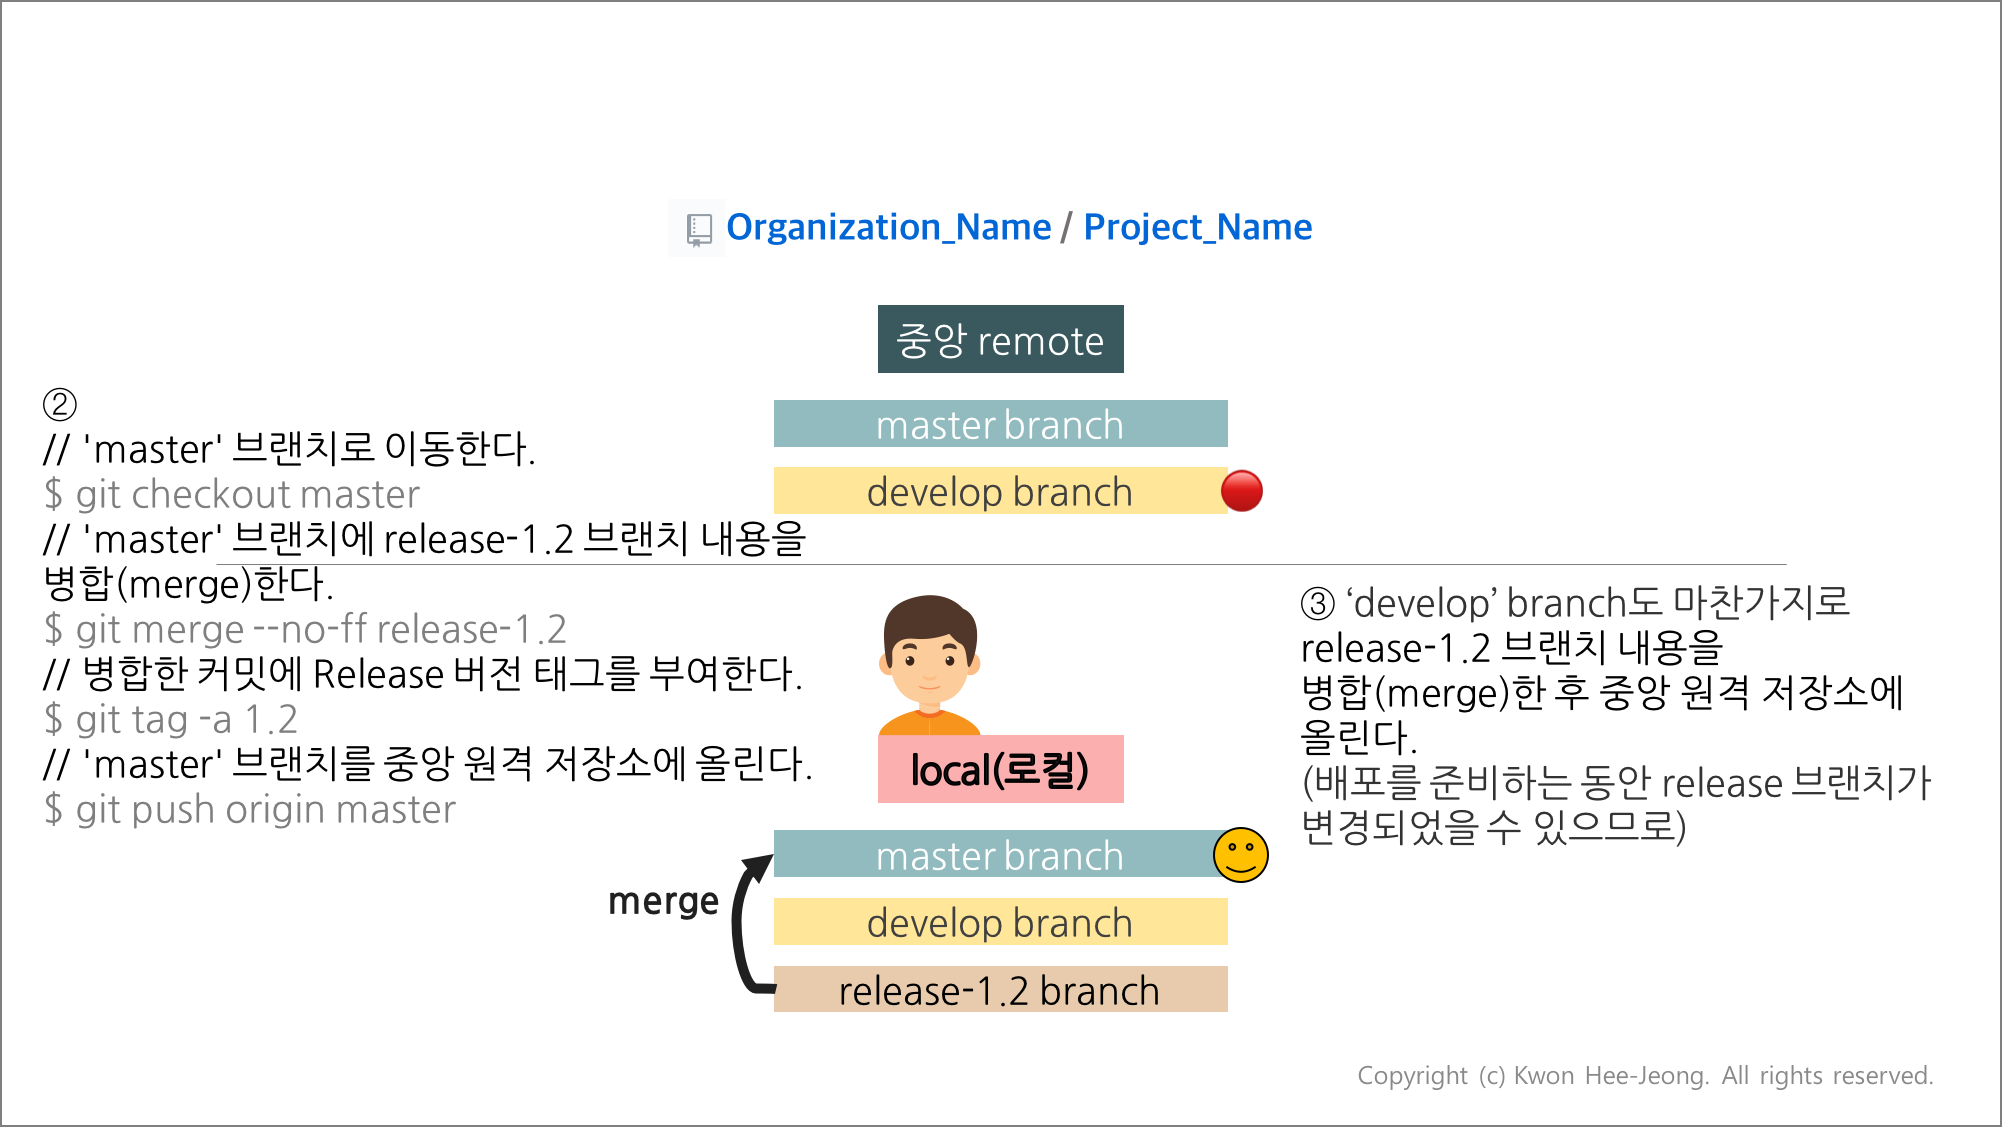 Organization_Name / Project_Name
중앙 remote
master branch
develop branch
②
// 'master' 브랜치로 이동한다.
$ git checkout master
// 'master' 브랜치에 release-1.2 브랜치 내용을
병합(merge)한다.
$ git merge --no-ff release-1.2
// 병합한 커밋에 Release 버전 태그를 부여한다.
$ git tag -a 1.2
// 'master' 브랜치를 중앙 원격 저장소에 올린다.
$ git push origin master
local(로컬)
master branch
merge
develop branch
release-1.2 branch
③ ‘develop’ branch도 마찬가지로
release-1.2 브랜치 내용을
병합(merge)한 후 중앙 원격 저장소에
올린다.
(배포를 준비하는 동안 release 브랜치가
변경되었을 수 있으므로)
Copyright (c) Kwon Hee-Jeong. All rights reserved.